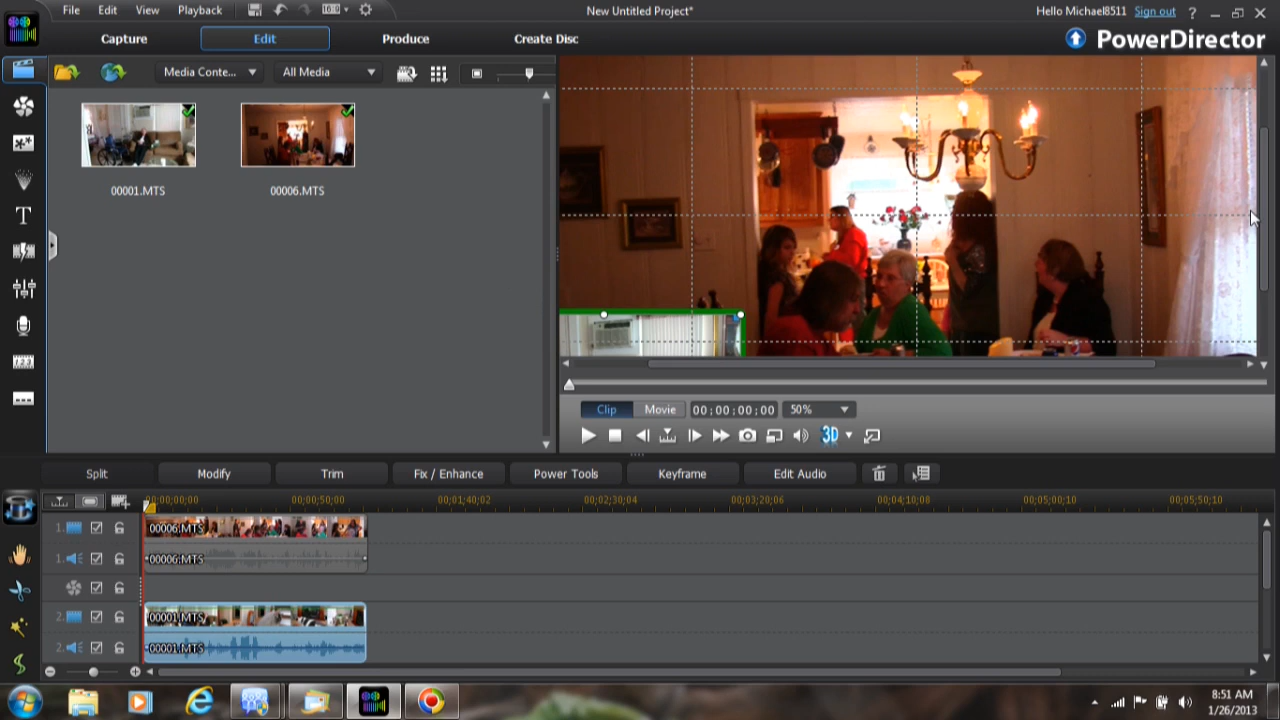 File Edit View Playback
New Untitled Project*
Hello Michael8511 Sign out ?
Capture Edit Produce Create Disc
PowerDirector
Media Conte... All Media
00001.MTS 00006.MTS
Clip Movie 00;00;00;00 50%
3D
Split Modify Trim Fix / Enhance Power Tools Keyframe Edit Audio
00;00;00;00 00;00;50;00 00;01;40;02 00;02;30;04 00;03;20;06 00;04;10;08 00;05;00;10 00;05;50;10
1. 00006.MTS
1. 00006.MTS
2. 00001.MTS
2. 00001.MTS
8:51 AM
1/26/2013